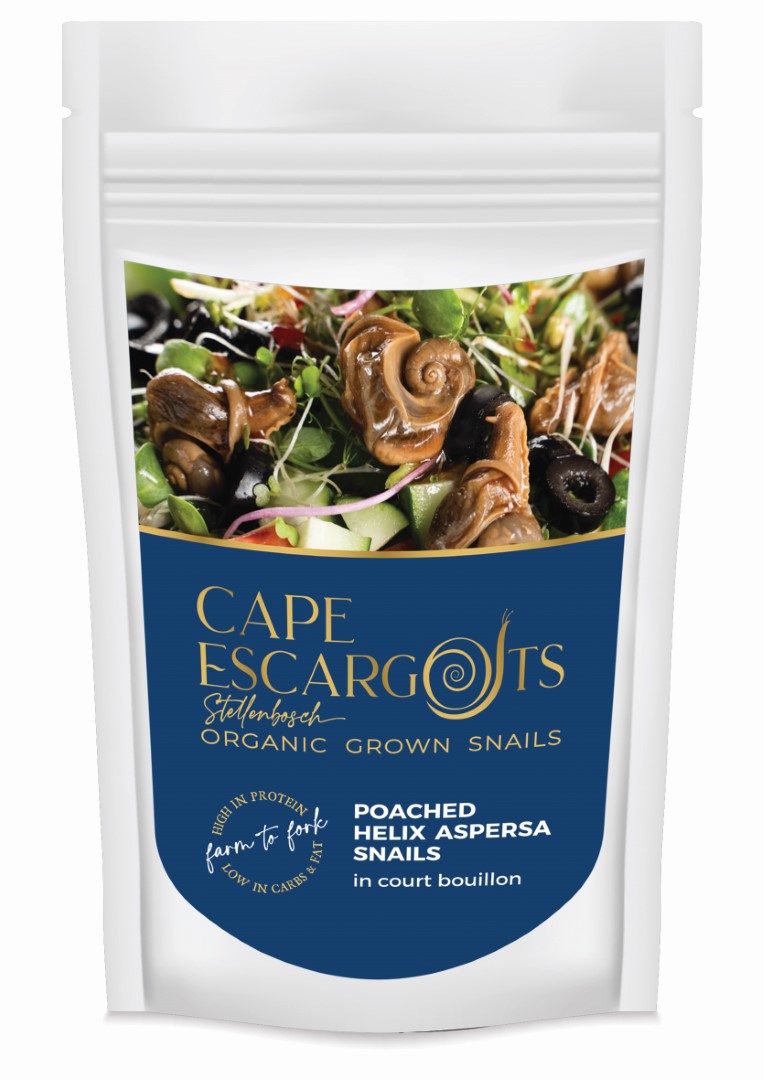 CAPE
ESCARGOTS
Stellenbosch
ORGANIC GROWN SNAILS
HIGH IN PROTEIN
farm to fork
LOW IN CARBS & FAT
POACHED
HELIX ASPERSA
SNAILS
in court bouillon